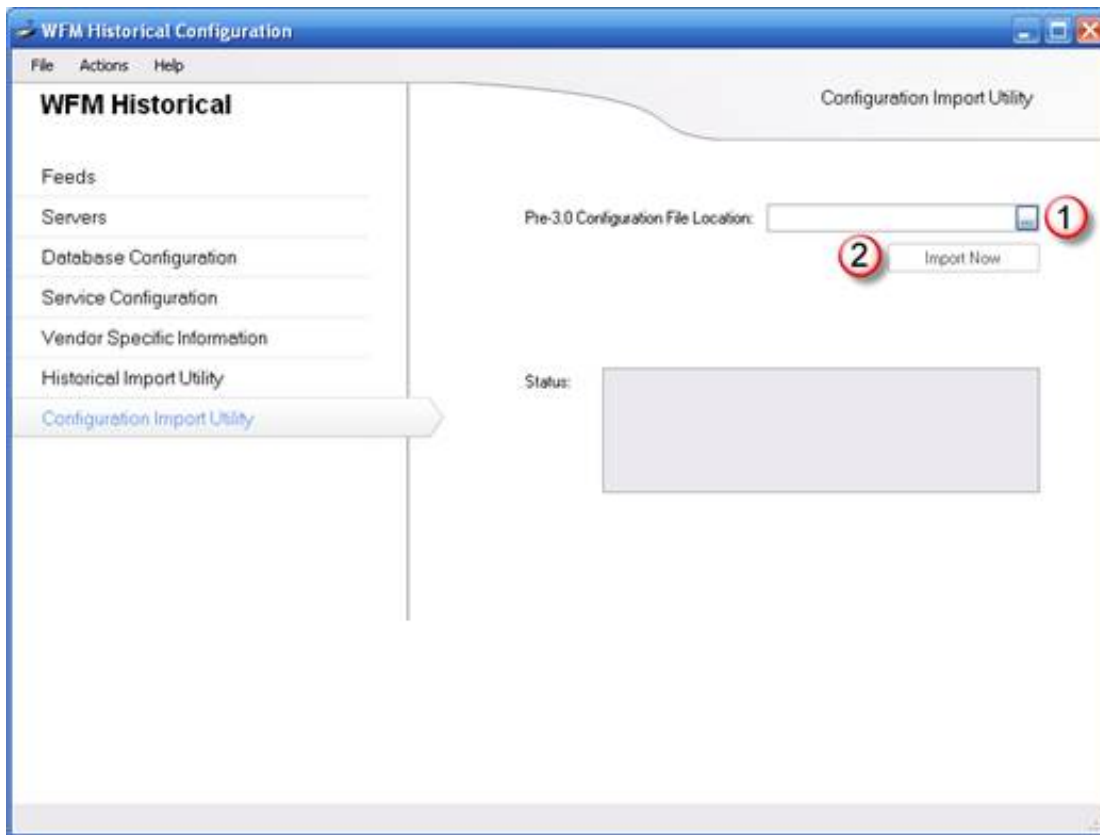 WFM Historical Configuration
File Actions Help
WFM Historical
Configuration Import Utility
Feeds
Servers
Database Configuration
Service Configuration
Vendor Specific Information
Historical Import Utility
Configuration Import Utility
Pre-3.0 Configuration File Location: ... 1
2 Import Now
Status: